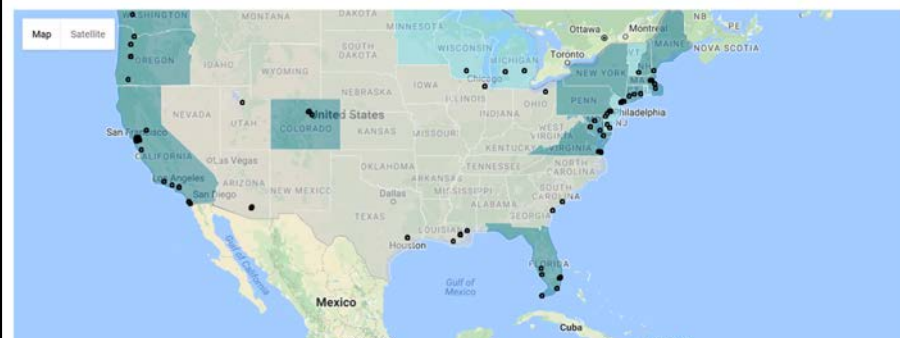 WASHINGTON
MONTANA
DAKOTA
MINNESOTA
Ottawa
Montreal
NB
PE
Map
Satellite
MAINE
NOVA SCOTIA
OREGON
IDAHO
SOUTH
DAKOTA
WISCONSIN
MICHIGAN
Toronto
VT
WYOMING
NEW YORK
MA
Chicago
IOWA
NEBRASKA
ILLINOIS
OHIO
PENN
NEVADA
UTAH
United States
INDIANA
Philadelphia
NJ
San Francisco
COLORADO
KANSAS
MISSOURI
WEST
VIRGINIA
KENTUCKY
VIRGINIA
CALIFORNIA
Las Vegas
OKLAHOMA
TENNESSEE
NORTH
CAROLINA
Los Angeles
ARIZONA
NEW MEXICO
ARKANSAS
MISSISSIPPI
SOUTH
CAROLINA
San Diego
Dallas
ALABAMA
GEORGIA
TEXAS
LOUISIANA
Houston
Gulf of
California
FLORIDA
Gulf of
Mexico
Mexico
Cuba